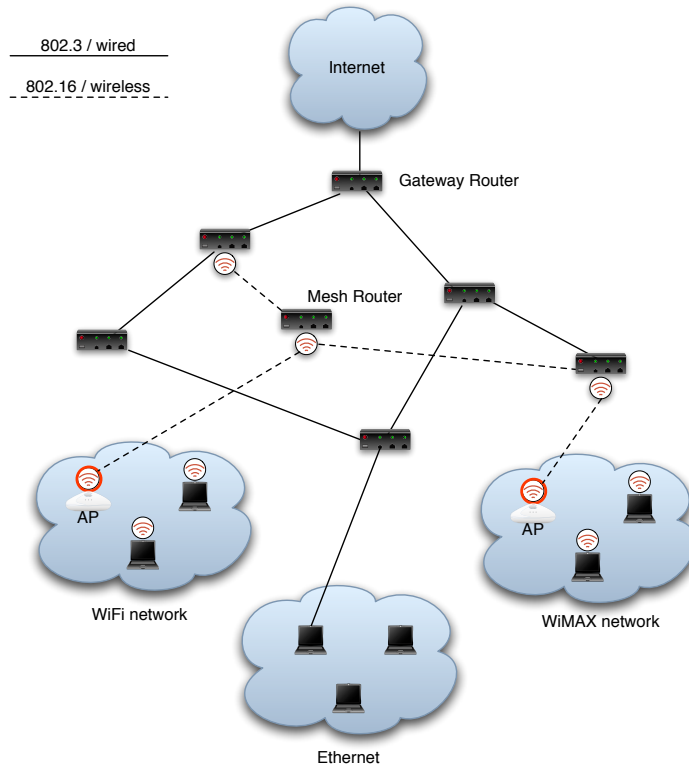 802.3 / wired
802.16 / wireless
Internet
Gateway Router
Mesh Router
AP
AP
WiFi network
WiMAX network
Ethernet